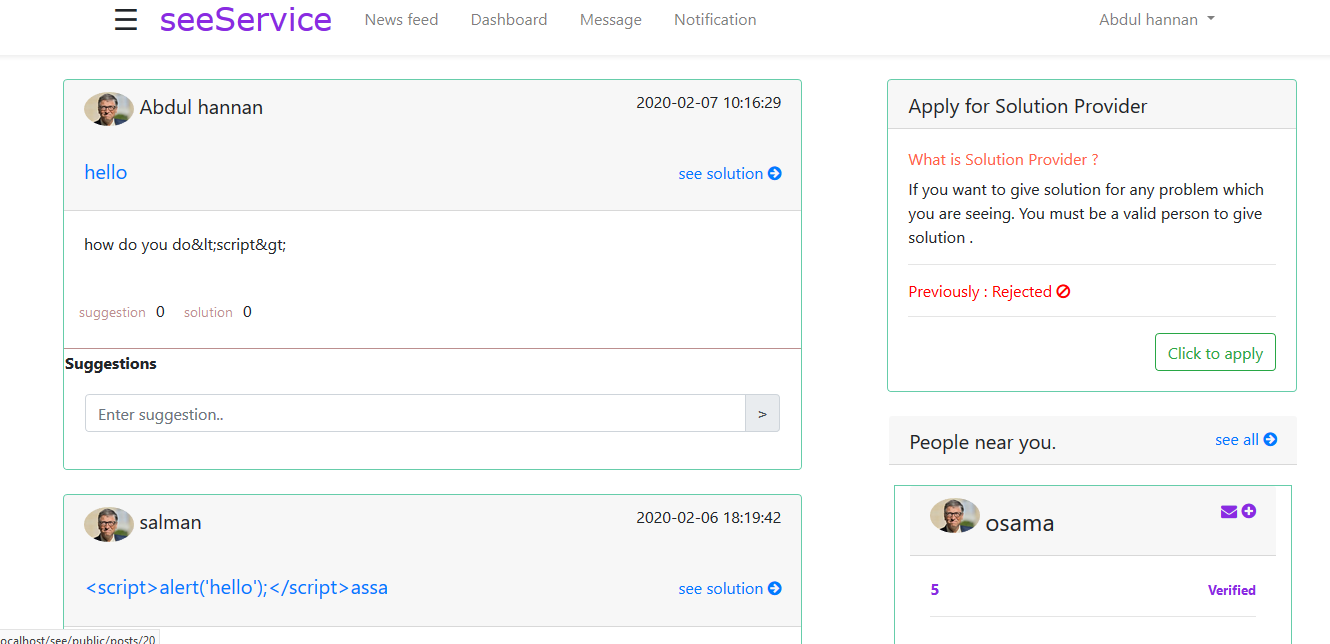 ☰ seeService News feed Dashboard Message Notification Abdul hannan
Abdul hannan 2020-02-07 10:16:29
hello see solution
how do you do&lt;script&gt;
suggestion 0 solution 0
Suggestions
Enter suggestion.. >
salman 2020-02-06 18:19:42
<script>alert('hello');</script>assa see solution
Apply for Solution Provider
What is Solution Provider ?
If you want to give solution for any problem which
you are seeing. You must be a valid person to give
solution .
Previously : Rejected
Click to apply
People near you. see all
osama
5 Verified
ocalhost/see/public/posts/20